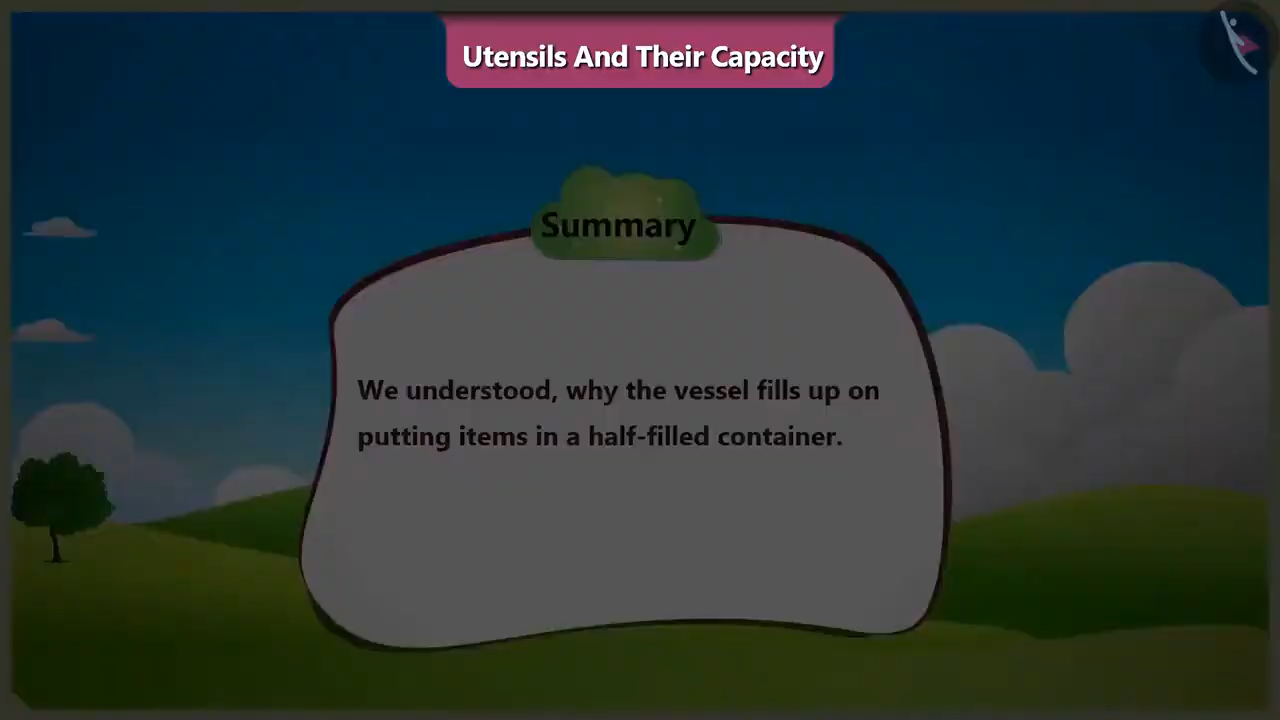 Utensils And Their Capacity
Summary
We understood, why the vessel fills up on
putting items in a half-filled container.